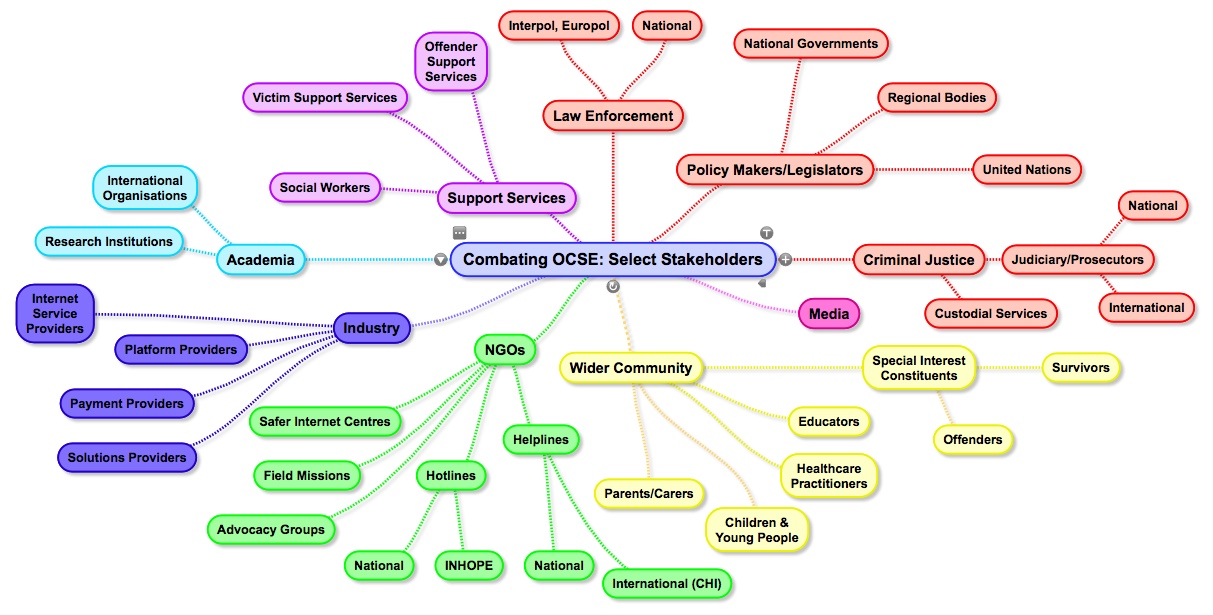 Interpol, Europol
National
National Governments
Offender
Support
Services
Victim Support Services
Regional Bodies
Law Enforcement
Policy Makers/Legislators
United Nations
Social Workers
Support Services
International
Organisations
National
Research Institutions
Academia
Combating OCSE: Select Stakeholders
Criminal Justice
Judiciary/Prosecutors
International
Custodial Services
Media
Internet
Service
Providers
Industry
Platform Providers
Payment Providers
Solutions Providers
NGOs
Safer Internet Centres
Field Missions
Advocacy Groups
Hotlines
National
INHOPE
Helplines
National
International (CHI)
Wider Community
Special Interest
Constituents
Survivors
Offenders
Educators
Healthcare
Practitioners
Parents/Carers
Children &
Young People